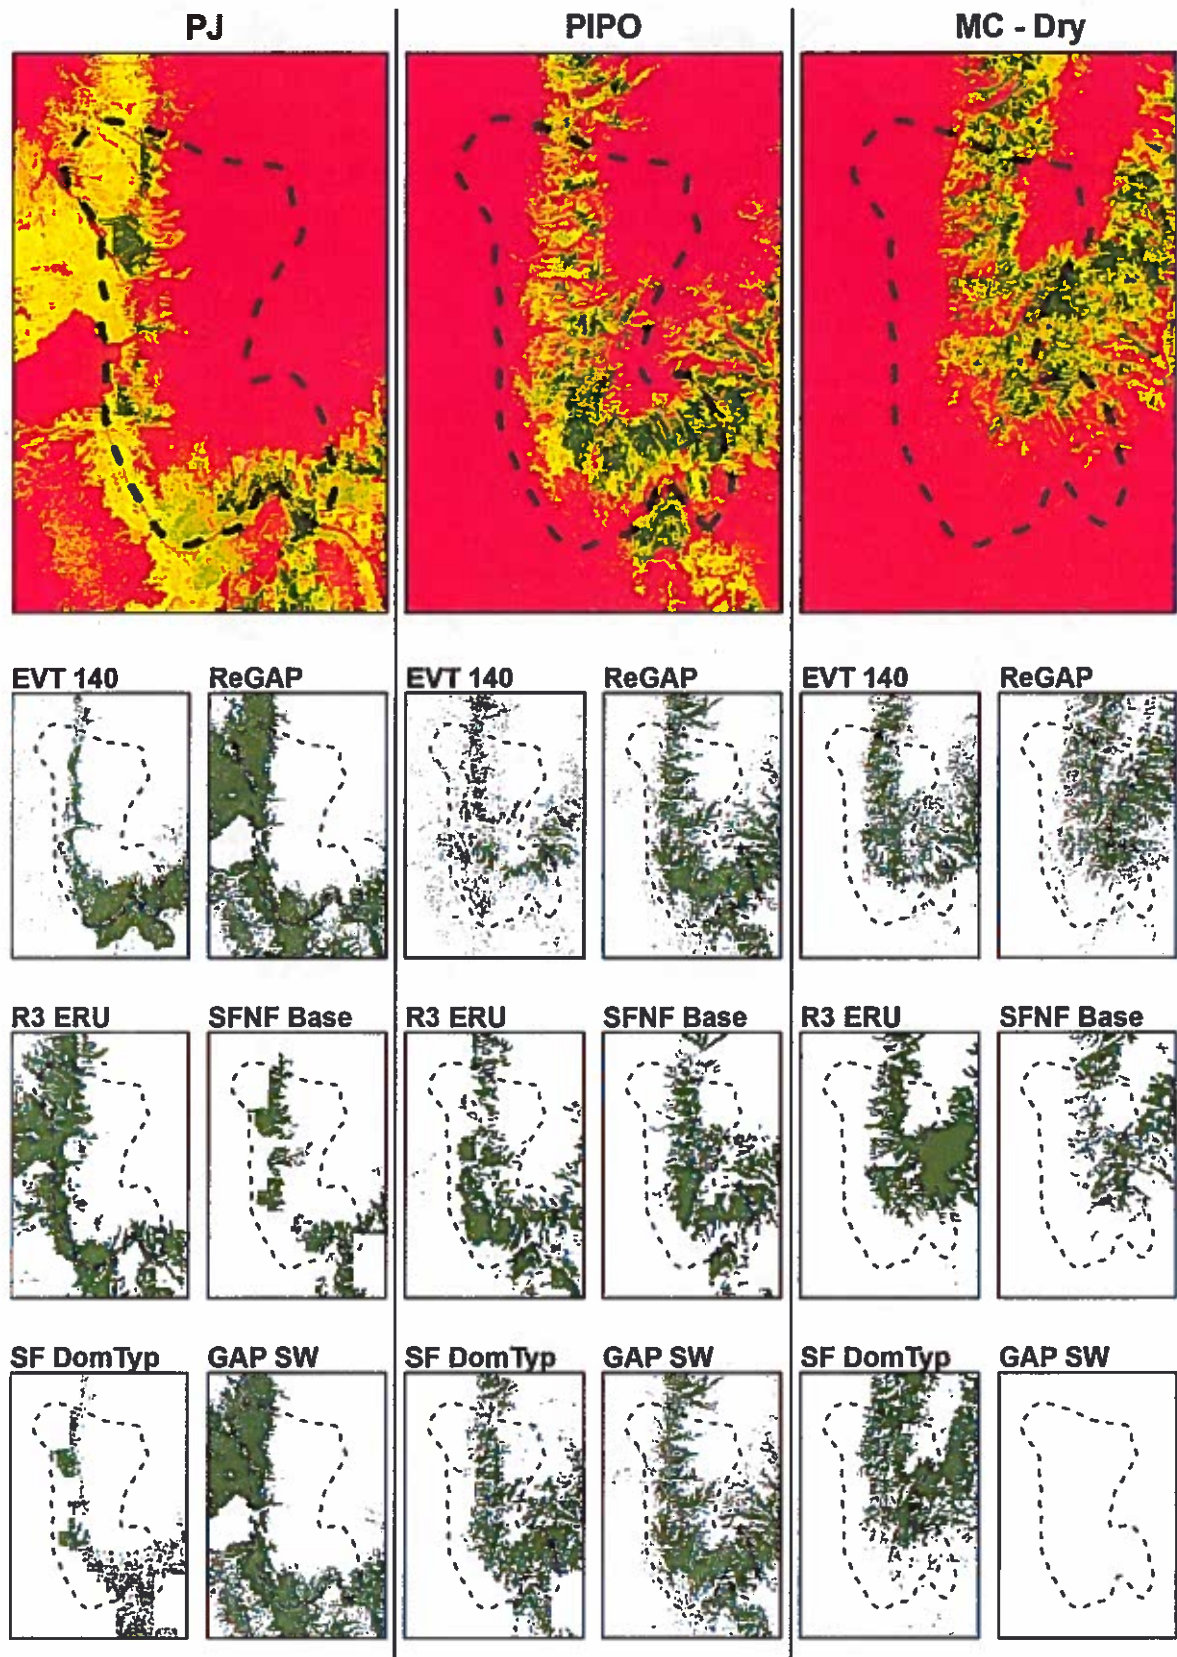 PJ PIPO MC - Dry
EVT 140 ReGAP EVT 140 ReGAP EVT 140 ReGAP
R3 ERU SFNF Base R3 ERU SFNF Base R3 ERU SFNF Base
SF DomTyp GAP SW SF DomTyp GAP SW SF DomTyp GAP SW